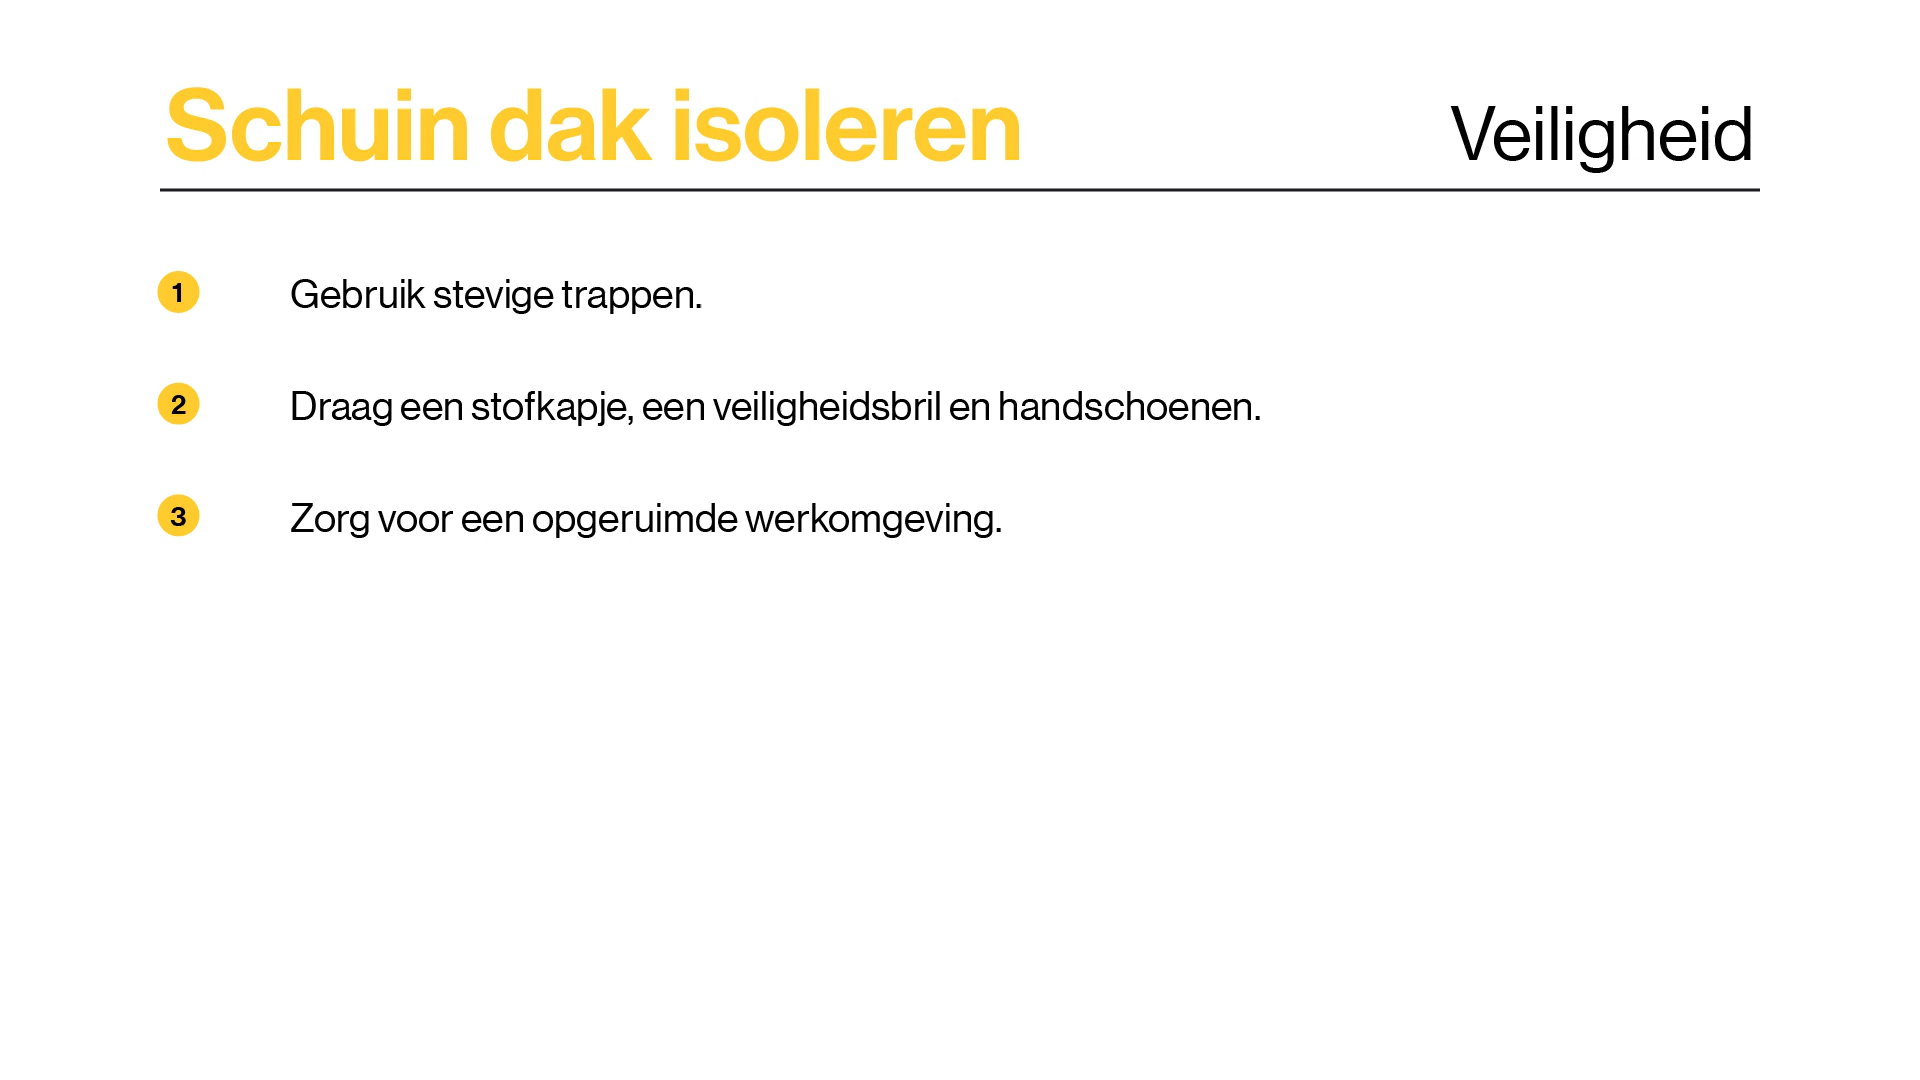 Schuin dak isoleren
Veiligheid
1 Gebruik stevige trappen.
2 Draag een stofkapje, een veiligheidsbril en handschoenen.
3 Zorg voor een opgeruimde werkomgeving.